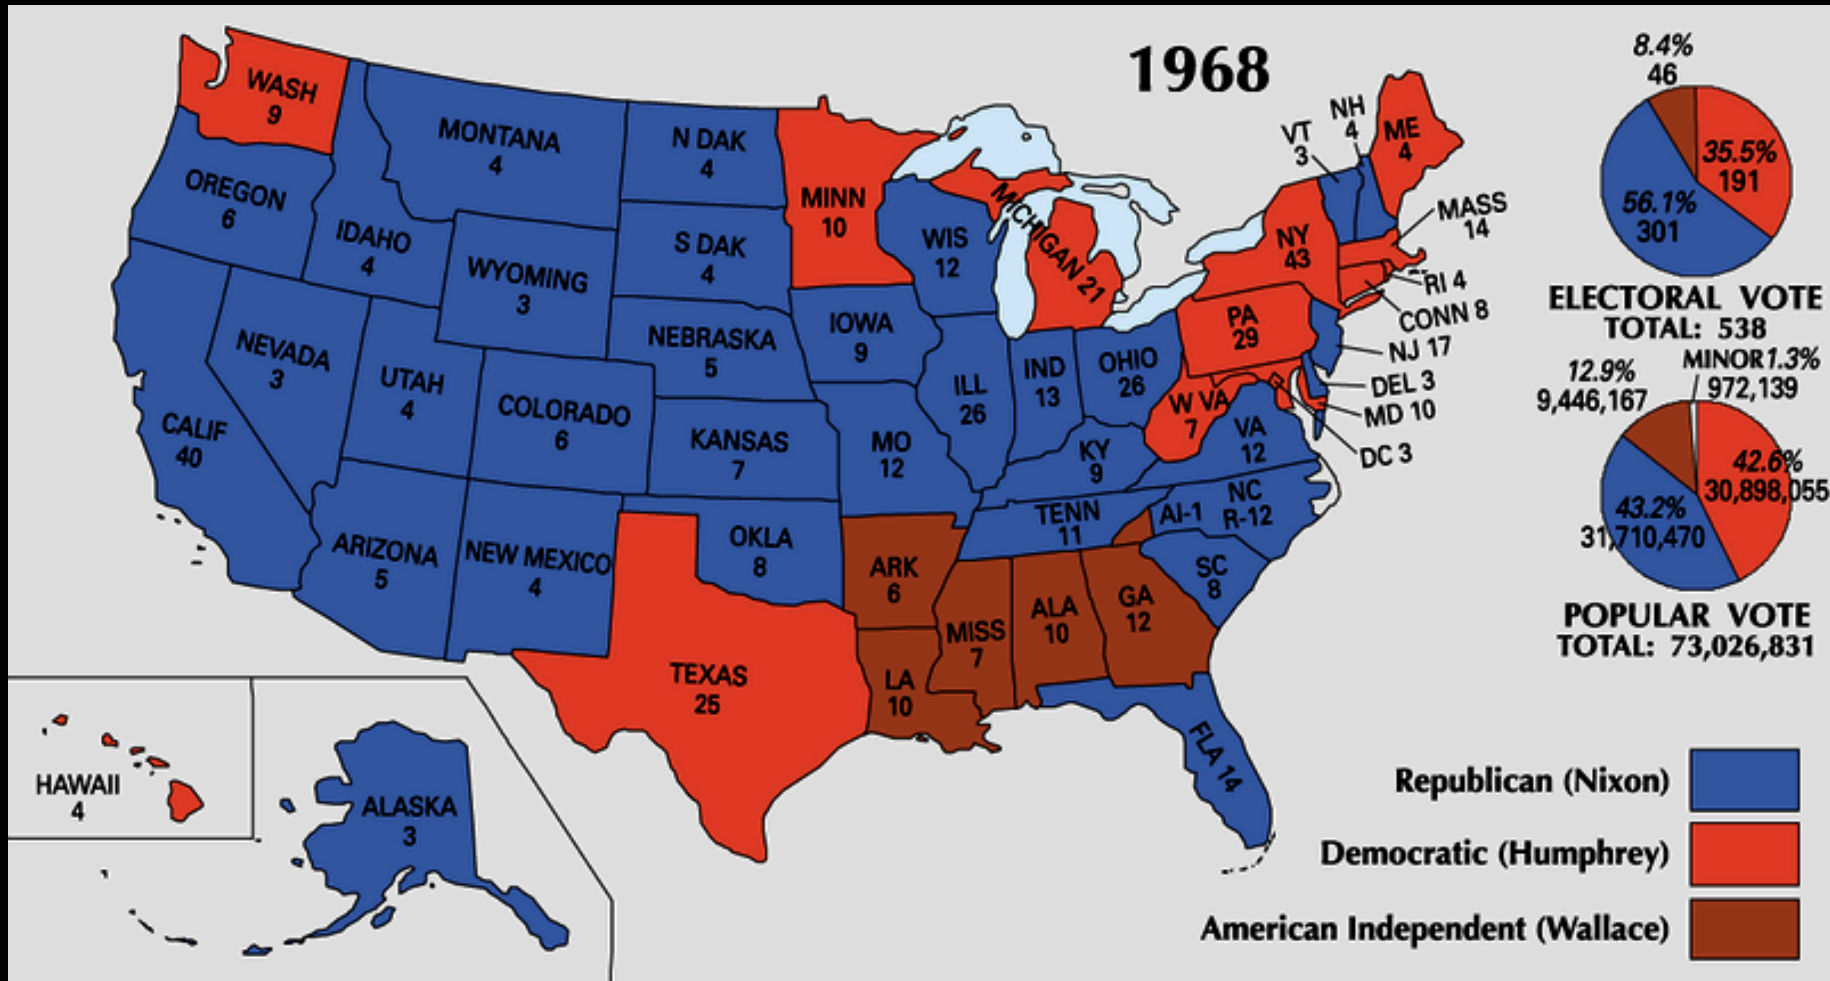 1968
WASH
9
OREGON
6
CALIF
40
NEVADA
3
IDAHO
4
MONTANA
4
WYOMING
3
UTAH
4
COLORADO
6
ARIZONA
5
NEW MEXICO
4
N DAK
4
S DAK
4
NEBRASKA
5
KANSAS
7
OKLA
8
TEXAS
25
MINN
10
IOWA
9
MO
12
ARK
6
LA
10
WIS
12
ILL
26
MICHIGAN 21
IND
13
OHIO
26
KY
9
TENN
11
MISS
7
ALA
10
GA
12
FLA 14
SC
8
NC
AI-1 R-12
VA
12
W VA
7
PA
29
NY
43
VT
3
NH
4
ME
4
MASS
14
RI 4
CONN 8
NJ 17
DEL 3
MD 10
DC 3
HAWAII
4
ALASKA
3
8.4%
46
35.5%
191
56.1%
301
ELECTORAL VOTE
TOTAL: 538
MINOR 1.3%
972,139
12.9%
9,446,167
42.6%
30,898,055
43.2%
31,710,470
POPULAR VOTE
TOTAL: 73,026,831
Republican (Nixon)
Democratic (Humphrey)
American Independent (Wallace)